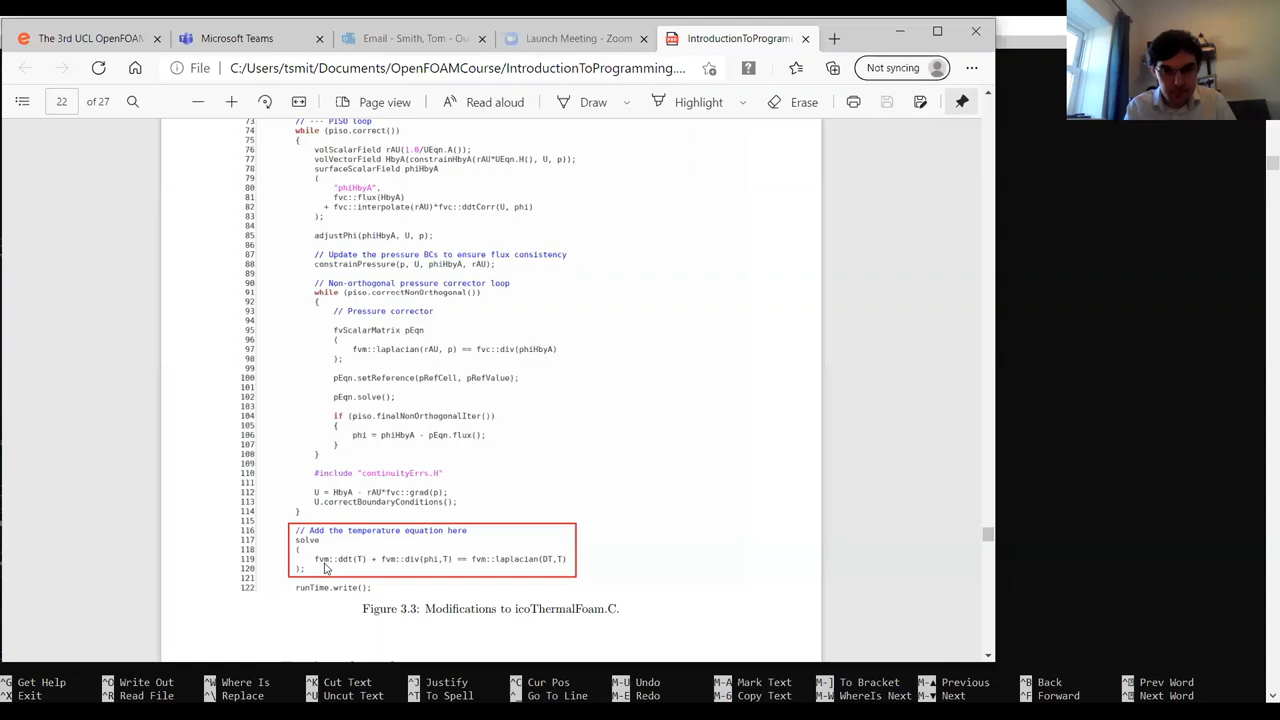 The 3rd UCL OpenFOAM
Microsoft Teams
Email - Smith, Tom - Ou
Launch Meeting - Zoom
IntroductionToProgramm
File
C:/Users/tsmit/Documents/OpenFOAMCourse/IntroductionToProgramming....
Not syncing
22 of 27
Page view
Read aloud
Draw
Highlight
Erase
73 // --- PISO loop
74 while (piso.correct())
75 {
76 volScalarField rAU(1.0/UEqn.A());
77 volVectorField HbyA(constrainHbyA(rAU*UEqn.H(), U, p));
78 surfaceScalarField phiHbyA
79 (
80 "phiHbyA",
81 fvc::flux(HbyA)
82 + fvc::interpolate(rAU)*fvc::ddtCorr(U, phi)
83 );
84
85 adjustPhi(phiHbyA, U, p);
86
87 // Update the pressure BCs to ensure flux consistency
88 constrainPressure(p, U, phiHbyA, rAU);
89
90 // Non-orthogonal pressure corrector loop
91 while (piso.correctNonOrthogonal())
92 {
93 // Pressure corrector
94
95 fvScalarMatrix pEqn
96 (
97 fvm::laplacian(rAU, p) == fvc::div(phiHbyA)
98 );
99
100 pEqn.setReference(pRefCell, pRefValue);
101
102 pEqn.solve();
103
104 if (piso.finalNonOrthogonalIter())
105 {
106 phi = phiHbyA - pEqn.flux();
107 }
108 }
109
110 #include "continuityErrs.H"
111
112 U = HbyA - rAU*fvc::grad(p);
113 U.correctBoundaryConditions();
114 }
115
116 // Add the temperature equation here
117 solve
118 (
119 fvm::ddt(T) + fvm::div(phi,T) == fvm::laplacian(DT,T)
120 );
121
122 runTime.write();
Figure 3.3: Modifications to icoThermalFoam.C.
^G Get Help ^O Write Out ^W Where Is ^K Cut Text ^J Justify ^C Cur Pos M-U Undo M-A Mark Text M-] To Bracket M-▲ Previous ^B Back Prev Word
^X Exit ^R Read File ^\ Replace ^U Uncut Text ^T To Spell ^_ Go To Line M-E Redo M-6 Copy Text M-W WhereIs Next M-▼ Next ^F Forward Next Word